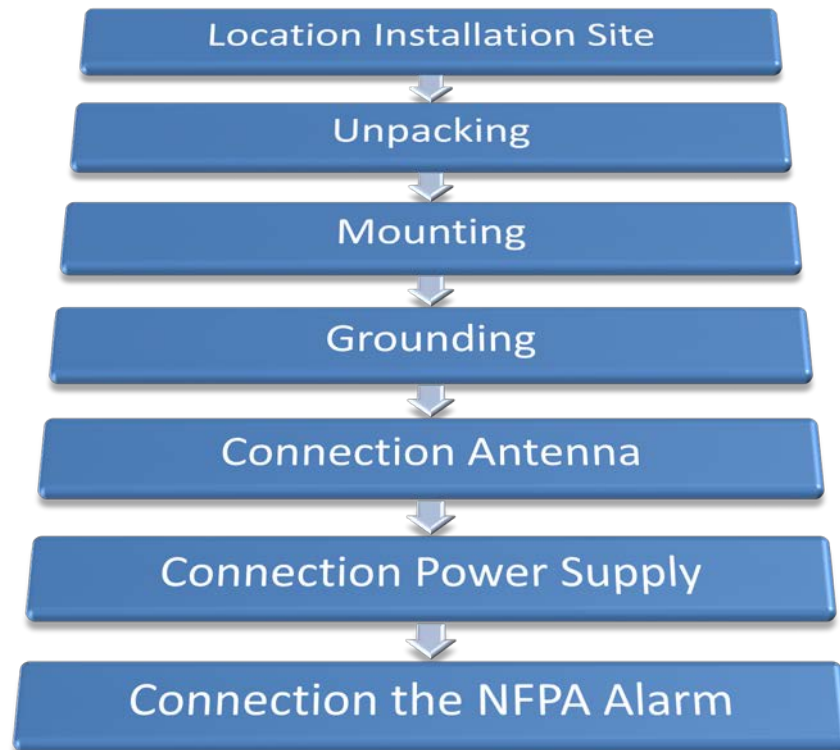 Location Installation Site
Unpacking
Mounting
Grounding
Connection Antenna
Connection Power Supply
Connection the NFPA Alarm